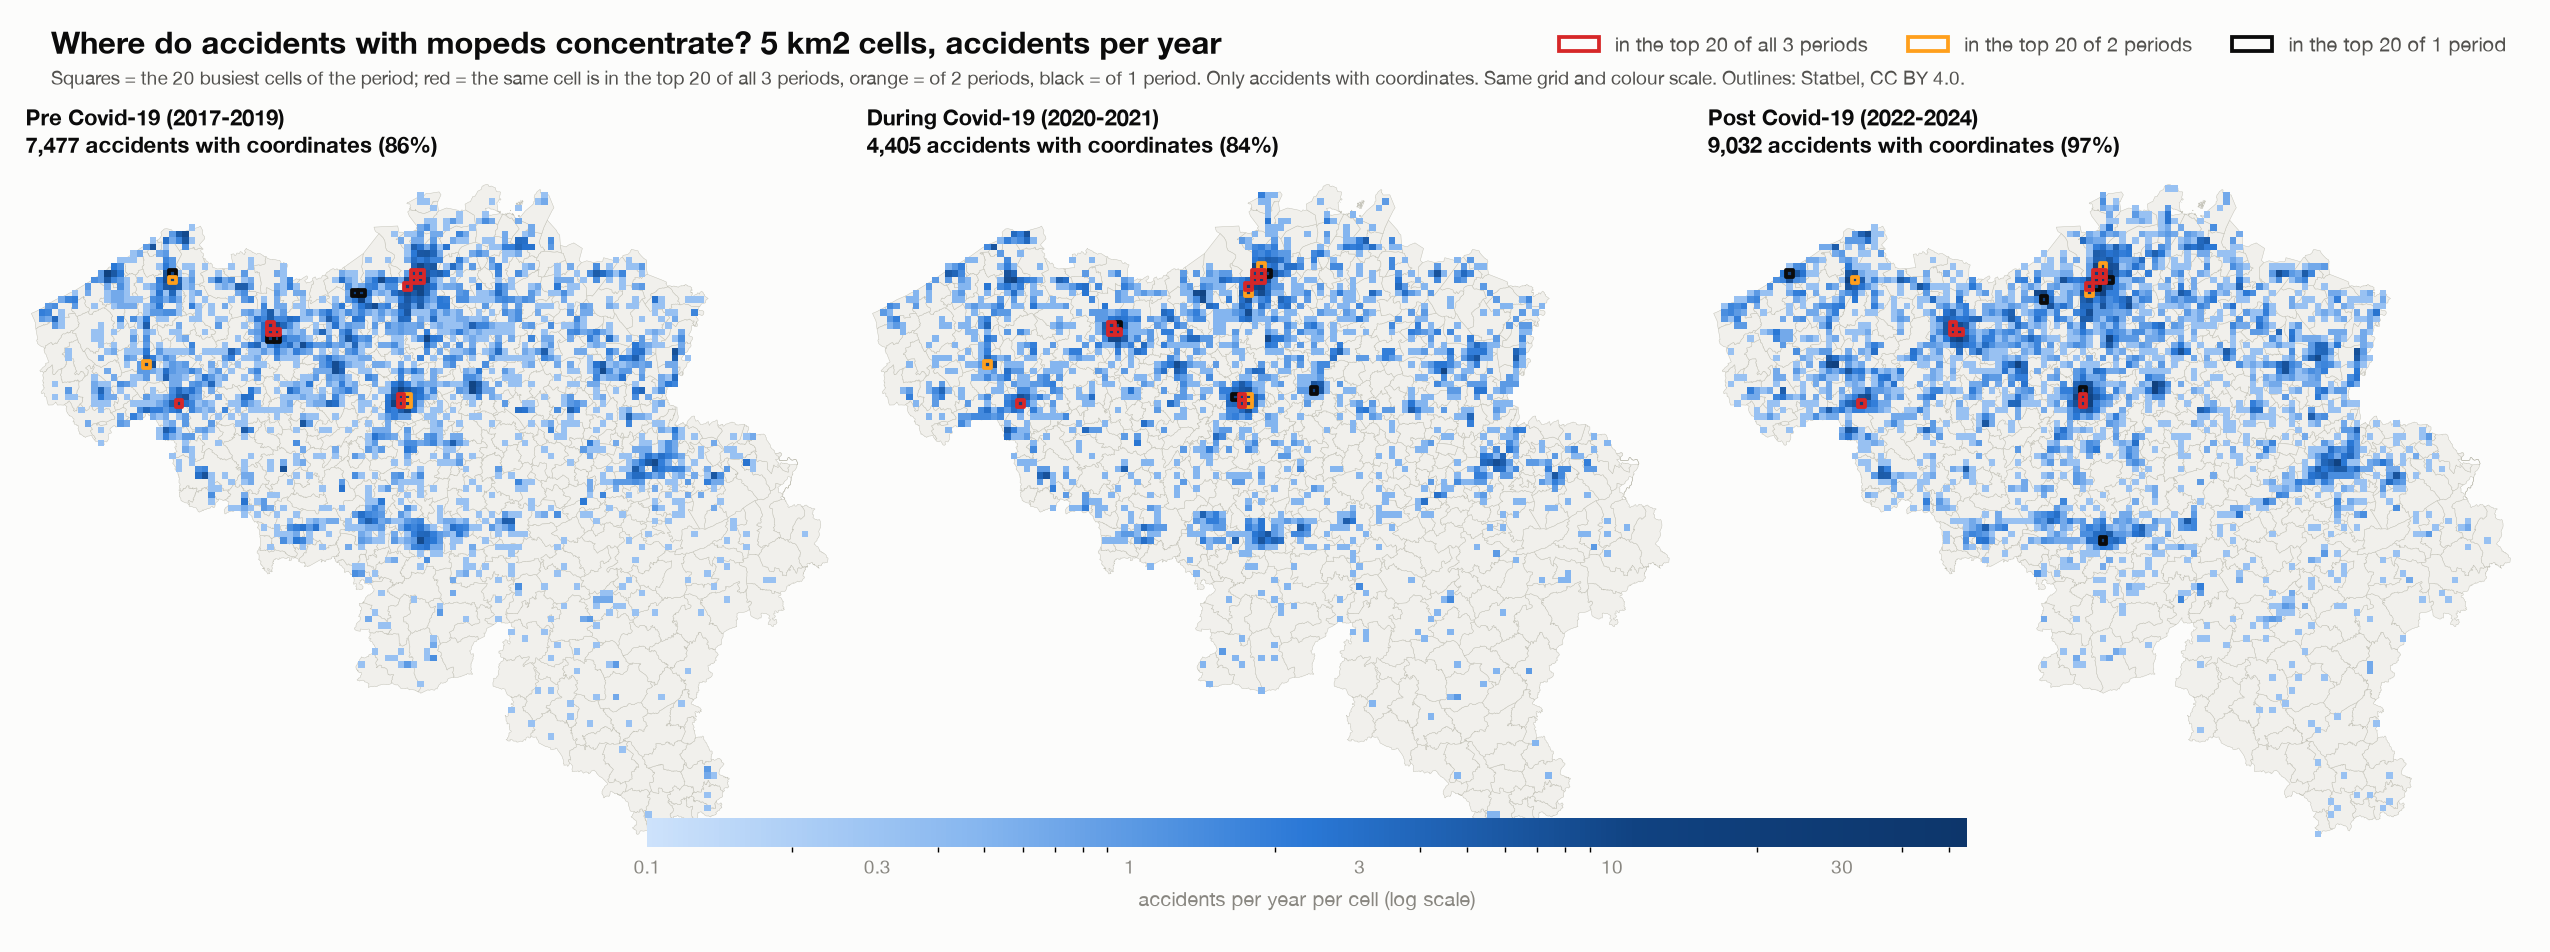 Where do accidents with mopeds concentrate? 5 km2 cells, accidents per year
in the top 20 of all 3 periods
in the top 20 of 2 periods
in the top 20 of 1 period
Squares = the 20 busiest cells of the period; red = the same cell is in the top 20 of all 3 periods, orange = of 2 periods, black = of 1 period. Only accidents with coordinates. Same grid and colour scale. Outlines: Statbel, CC BY 4.0.
Pre Covid-19 (2017-2019)
7,477 accidents with coordinates (86%)
During Covid-19 (2020-2021)
4,405 accidents with coordinates (84%)
Post Covid-19 (2022-2024)
9,032 accidents with coordinates (97%)
0.1 0.3 1 3 10 30
accidents per year per cell (log scale)